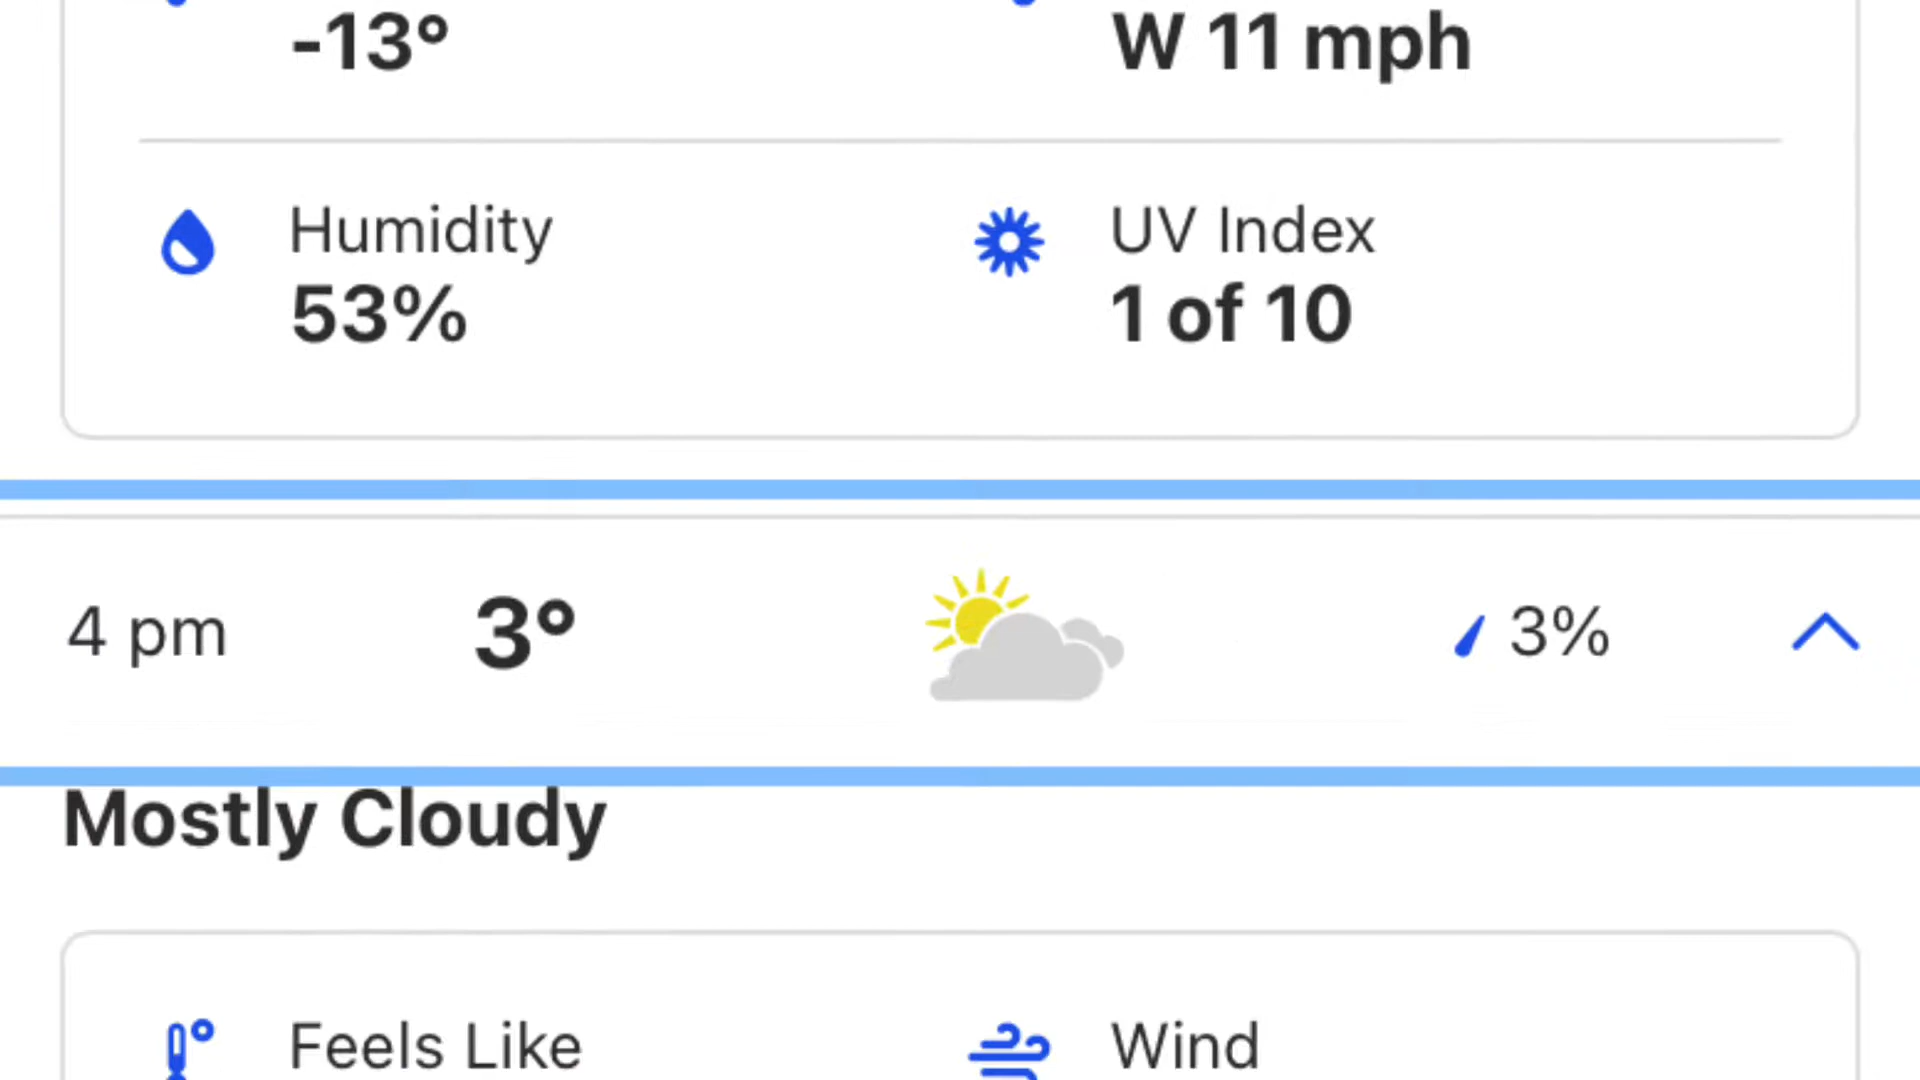 -13° W 11 mph
Humidity UV Index
53% 1 of 10
4 pm 3° 3%
Mostly Cloudy
Feels Like Wind